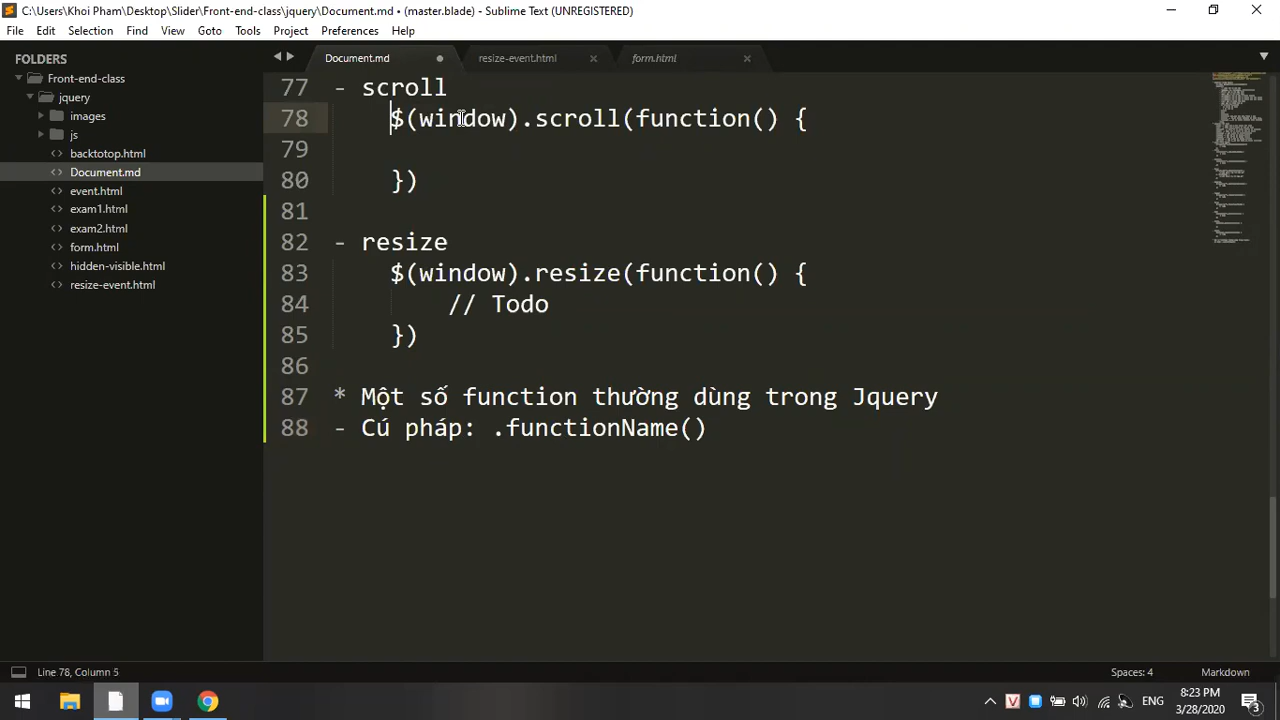 C:\Users\Khoi Pham\Desktop\Slider\Front-end-class\jquery\Document.md • (master.blade) - Sublime Text (UNREGISTERED)
File Edit Selection Find View Goto Tools Project Preferences Help
FOLDERS
Front-end-class
jquery
images
js
backtotop.html
Document.md
event.html
exam1.html
exam2.html
form.html
hidden-visible.html
resize-event.html
Document.md resize-event.html form.html
77 - scroll
78 $(window).scroll(function() {
79
80 })
81
82 - resize
83 $(window).resize(function() {
84 // Todo
85 })
86
87 * Một số function thường dùng trong Jquery
88 - Cú pháp: .functionName()
Line 78, Column 5 Spaces: 4 Markdown
ENG 8:23 PM 3/28/2020 3